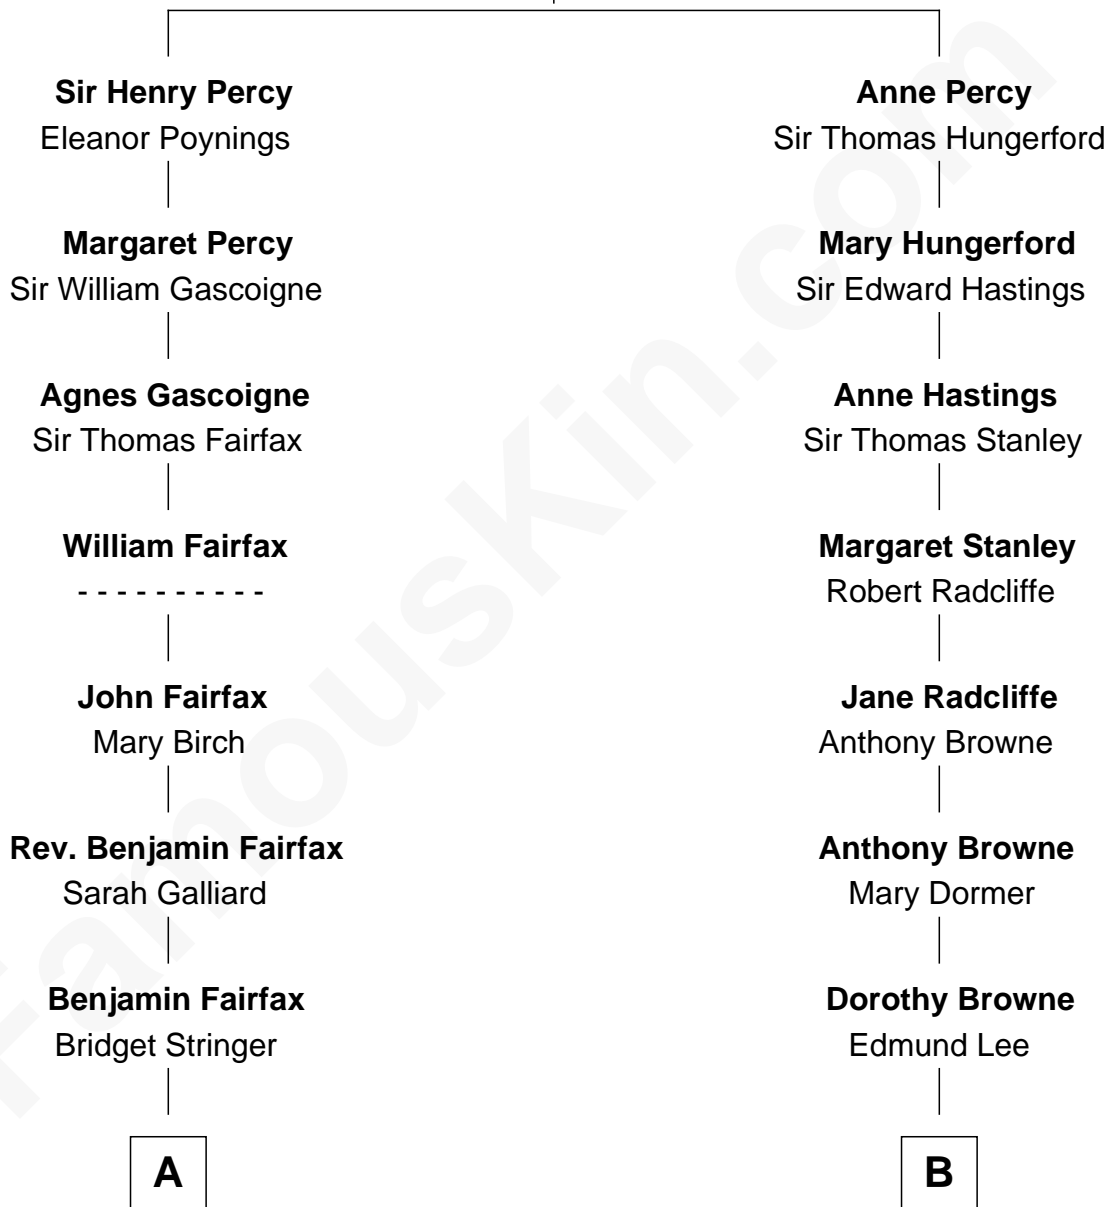 Sir Henry Percy
Eleanor Poynings
Margaret Percy
Sir William Gascoigne
Agnes Gascoigne
Sir Thomas Fairfax
William Fairfax
- - - - - - - - - -
John Fairfax
Mary Birch
Rev. Benjamin Fairfax
Sarah Galliard
Benjamin Fairfax
Bridget Stringer
A
Anne Percy
Sir Thomas Hungerford
Mary Hungerford
Sir Edward Hastings
Anne Hastings
Sir Thomas Stanley
Margaret Stanley
Robert Radcliffe
Jane Radcliffe
Anthony Browne
Anthony Browne
Mary Dormer
Dorothy Browne
Edmund Lee
B
FamousKin.com